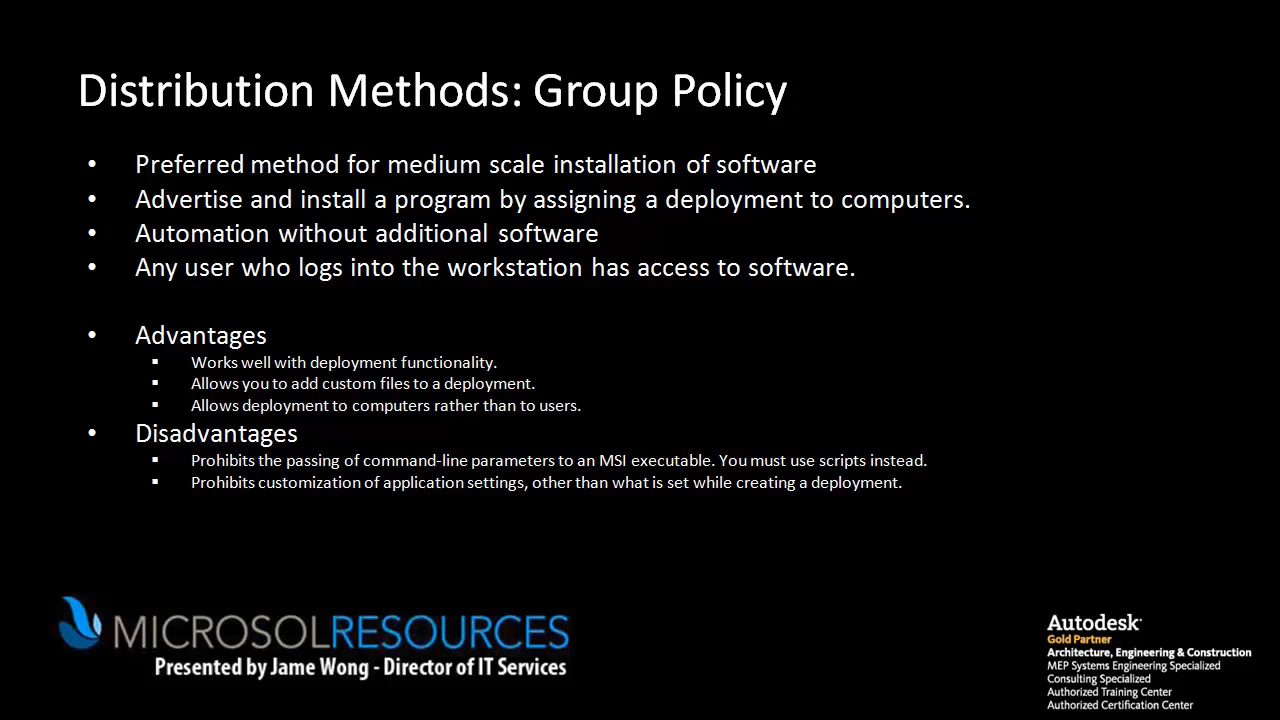 Distribution Methods: Group Policy
• Preferred method for medium scale installation of software
• Advertise and install a program by assigning a deployment to computers.
• Automation without additional software
• Any user who logs into the workstation has access to software.
• Advantages
▪ Works well with deployment functionality.
▪ Allows you to add custom files to a deployment.
▪ Allows deployment to computers rather than to users.
• Disadvantages
▪ Prohibits the passing of command-line parameters to an MSI executable. You must use scripts instead.
▪ Prohibits customization of application settings, other than what is set while creating a deployment.
MICROSOLRESOURCES
Presented by Jame Wong - Director of IT Services
Autodesk
Gold Partner
Architecture, Engineering & Construction
MEP Systems Engineering Specialized
Consulting Specialized
Authorized Training Center
Authorized Certification Center